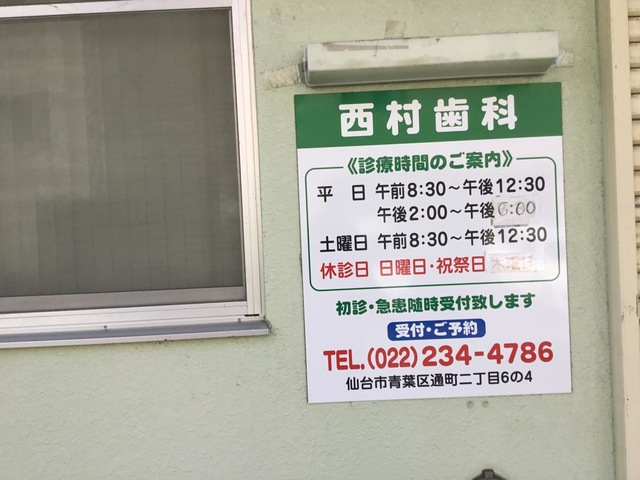 西村歯科
《診療時間のご案内》
平 日 午前8:30～午後12:30
午後2:00～午後6:00
土曜日 午前8:30～午後12:30
休診日 日曜日・祝祭日
初診・急患随時受付致します
受付・ご予約
TEL.(022)234-4786
仙台市青葉区通町二丁目6の4